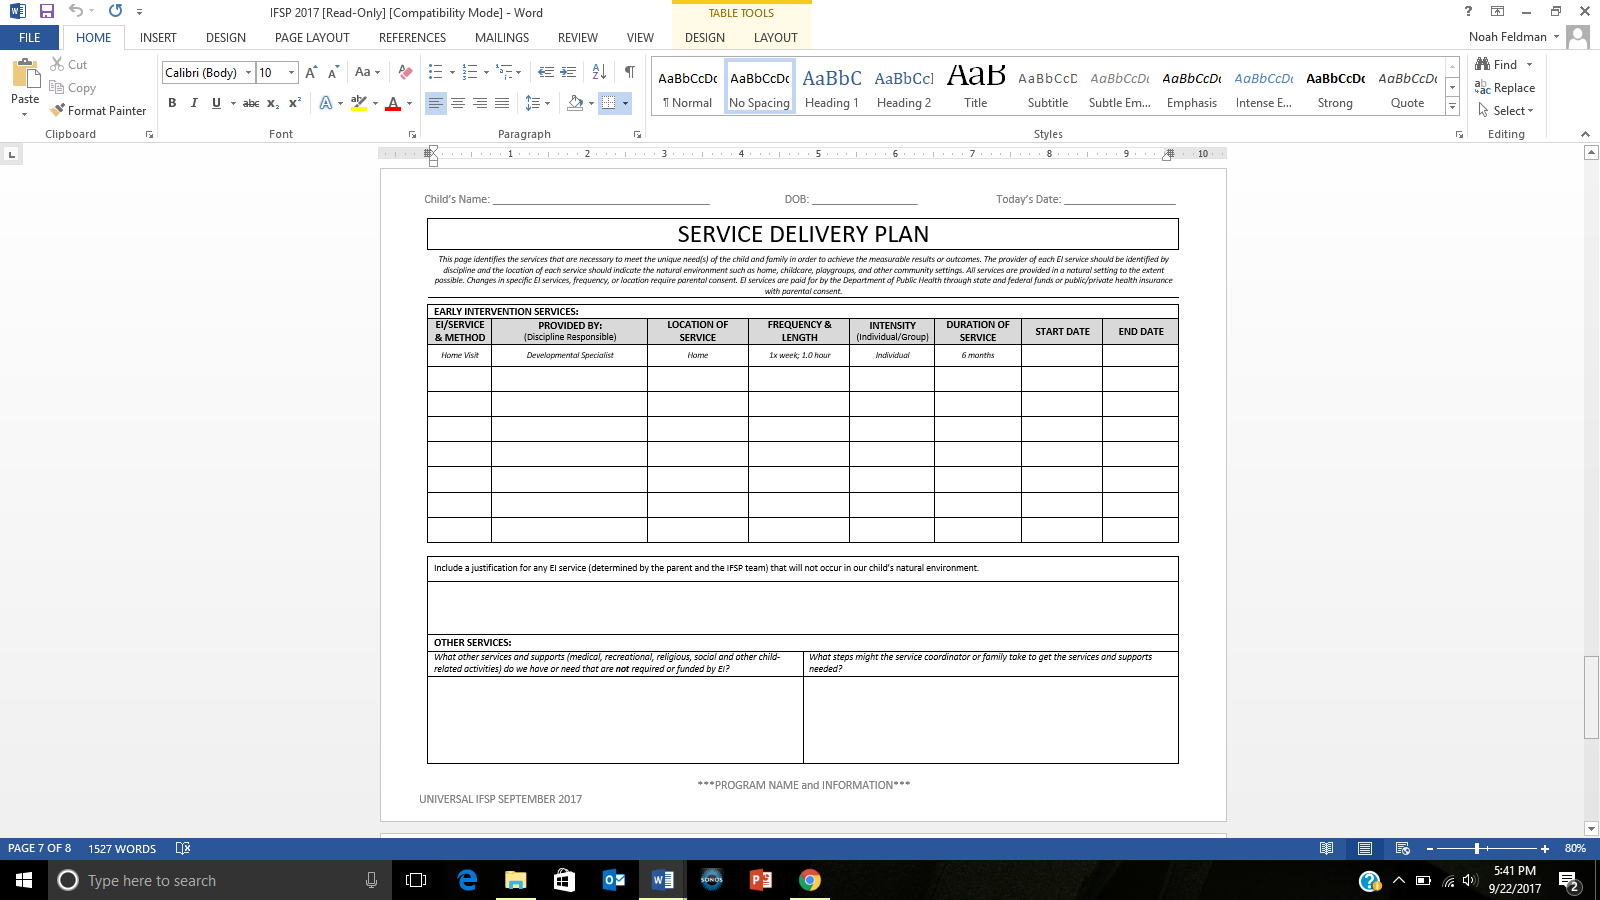 IFSP 2017 [Read-Only] [Compatibility Mode] - Word
TABLE TOOLS
FILE HOME INSERT DESIGN PAGE LAYOUT REFERENCES MAILINGS REVIEW VIEW DESIGN LAYOUT Noah Feldman
Paste
Cut
Copy
Format Painter
Calibri (Body) 10
AaBbCcDc AaBbCcDc AaBbC AaBbCcI AaB AaBbCcD AaBbCcDc AaBbCcDc AaBbCcDc AaBbCcDc AaBbCcDc
¶ Normal No Spacing Heading 1 Heading 2 Title Subtitle Subtle Em... Emphasis Intense E... Strong Quote
Find
Replace
Select
Clipboard Font Paragraph Styles Editing
1 2 3 4 5 6 7 8 9 10
Child's Name: DOB: Today's Date:
SERVICE DELIVERY PLAN
This page identifies the services that are necessary to meet the unique need(s) of the child and family in order to achieve the measurable results or outcomes. The provider of each EI service should be identified by
discipline and the location of each service should indicate the natural environment such as home, childcare, playgroups, and other community settings. All services are provided in a natural setting to the extent
possible. Changes in specific EI services, frequency, or location require parental consent. EI services are paid for by the Department of Public Health through state and federal funds or public/private health insurance
with parental consent.
EARLY INTERVENTION SERVICES:
EI/SERVICE & METHOD
PROVIDED BY: (Discipline Responsible)
LOCATION OF SERVICE
FREQUENCY & LENGTH
INTENSITY (Individual/Group)
DURATION OF SERVICE
START DATE
END DATE
Home Visit Developmental Specialist Home 1x week; 1.0 hour Individual 6 months
Include a justification for any EI service (determined by the parent and the IFSP team) that will not occur in our child's natural environment.
OTHER SERVICES:
What other services and supports (medical, recreational, religious, social and other child-
related activities) do we have or need that are not required or funded by EI?
What steps might the service coordinator or family take to get the services and supports
needed?
***PROGRAM NAME and INFORMATION***
UNIVERSAL IFSP SEPTEMBER 2017
PAGE 7 OF 8 1527 WORDS 80%
Type here to search
SONOS
5:41 PM
9/22/2017
2